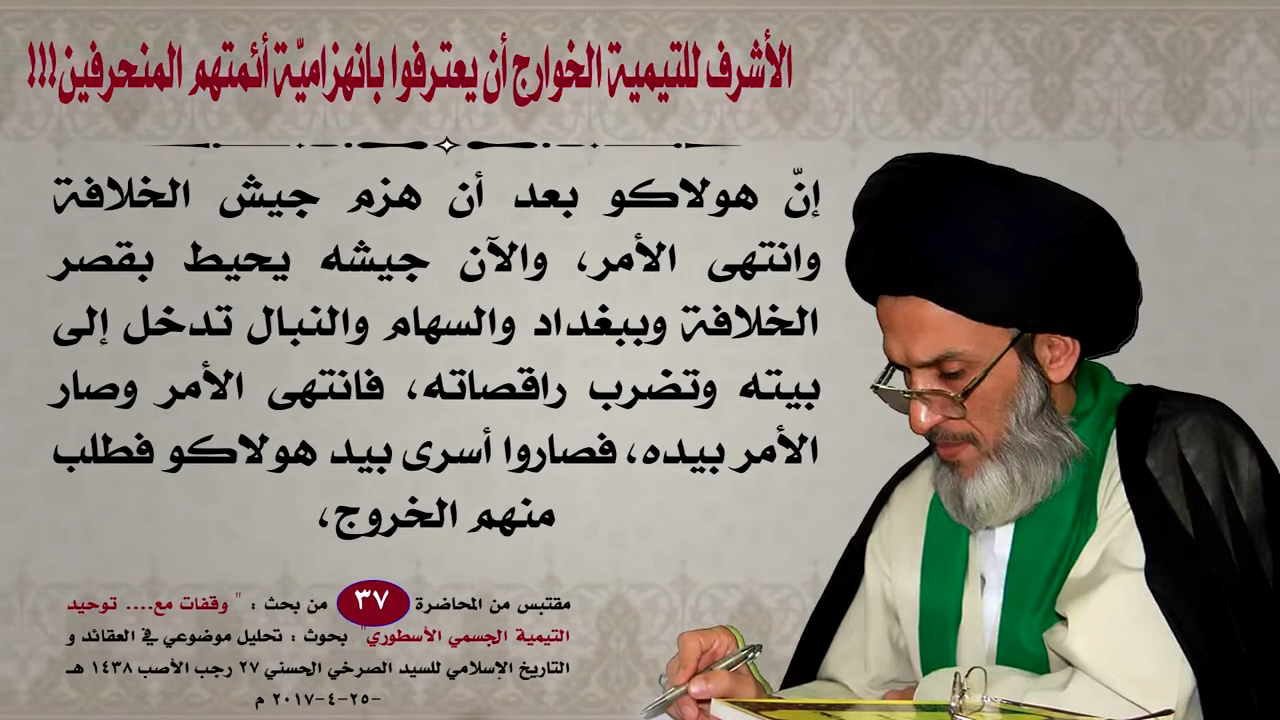 الأشرف للتيمية الخوارج أن يعترفوا بانهزاميّة أئمتهم المنحرفين!!!
إنّ هولاكو بعد أن هزم جيش الخلافة
وانتهى الأمر، والآن جيشه يحيط بقصر
الخلافة وببغداد والسهام والنبال تدخل إلى
بيته وتضرب راقصاته، فانتهى الأمر وصار
الأمر بيده، فصاروا أسرى بيد هولاكو فطلب
منهم الخروج،
مقتبس من المحاضرة ٣٧ من بحث : " وقفات مع.... توحيد
التيمية الجسمي الأسطوري" بحوث : تحليل موضوعي في العقائد و
التاريخ الإسلامي للسيد الصرخي الحسني ٢٧ رجب الأصب ١٤٣٨ هـ
-٢٥-٤-٢٠١٧ م